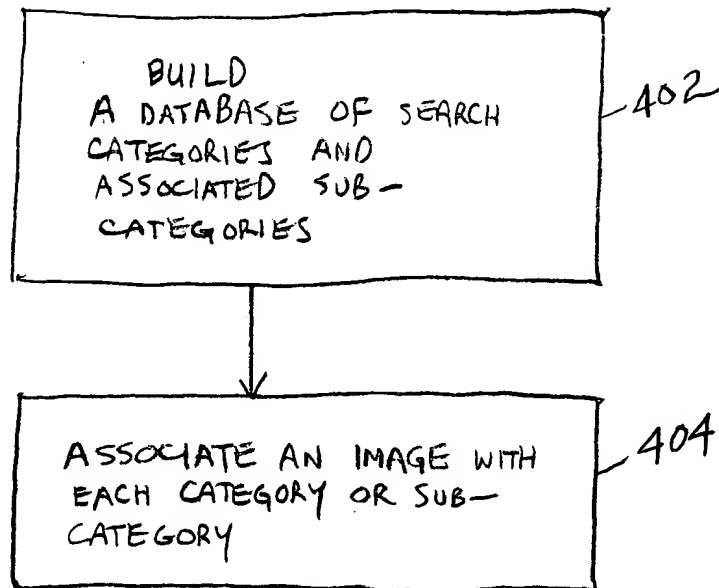 BUILD
A DATABASE OF SEARCH
CATEGORIES AND
ASSOCIATED SUB-
CATEGORIES
402
ASSOCIATE AN IMAGE WITH
EACH CATEGORY OR SUB-
CATEGORY
404